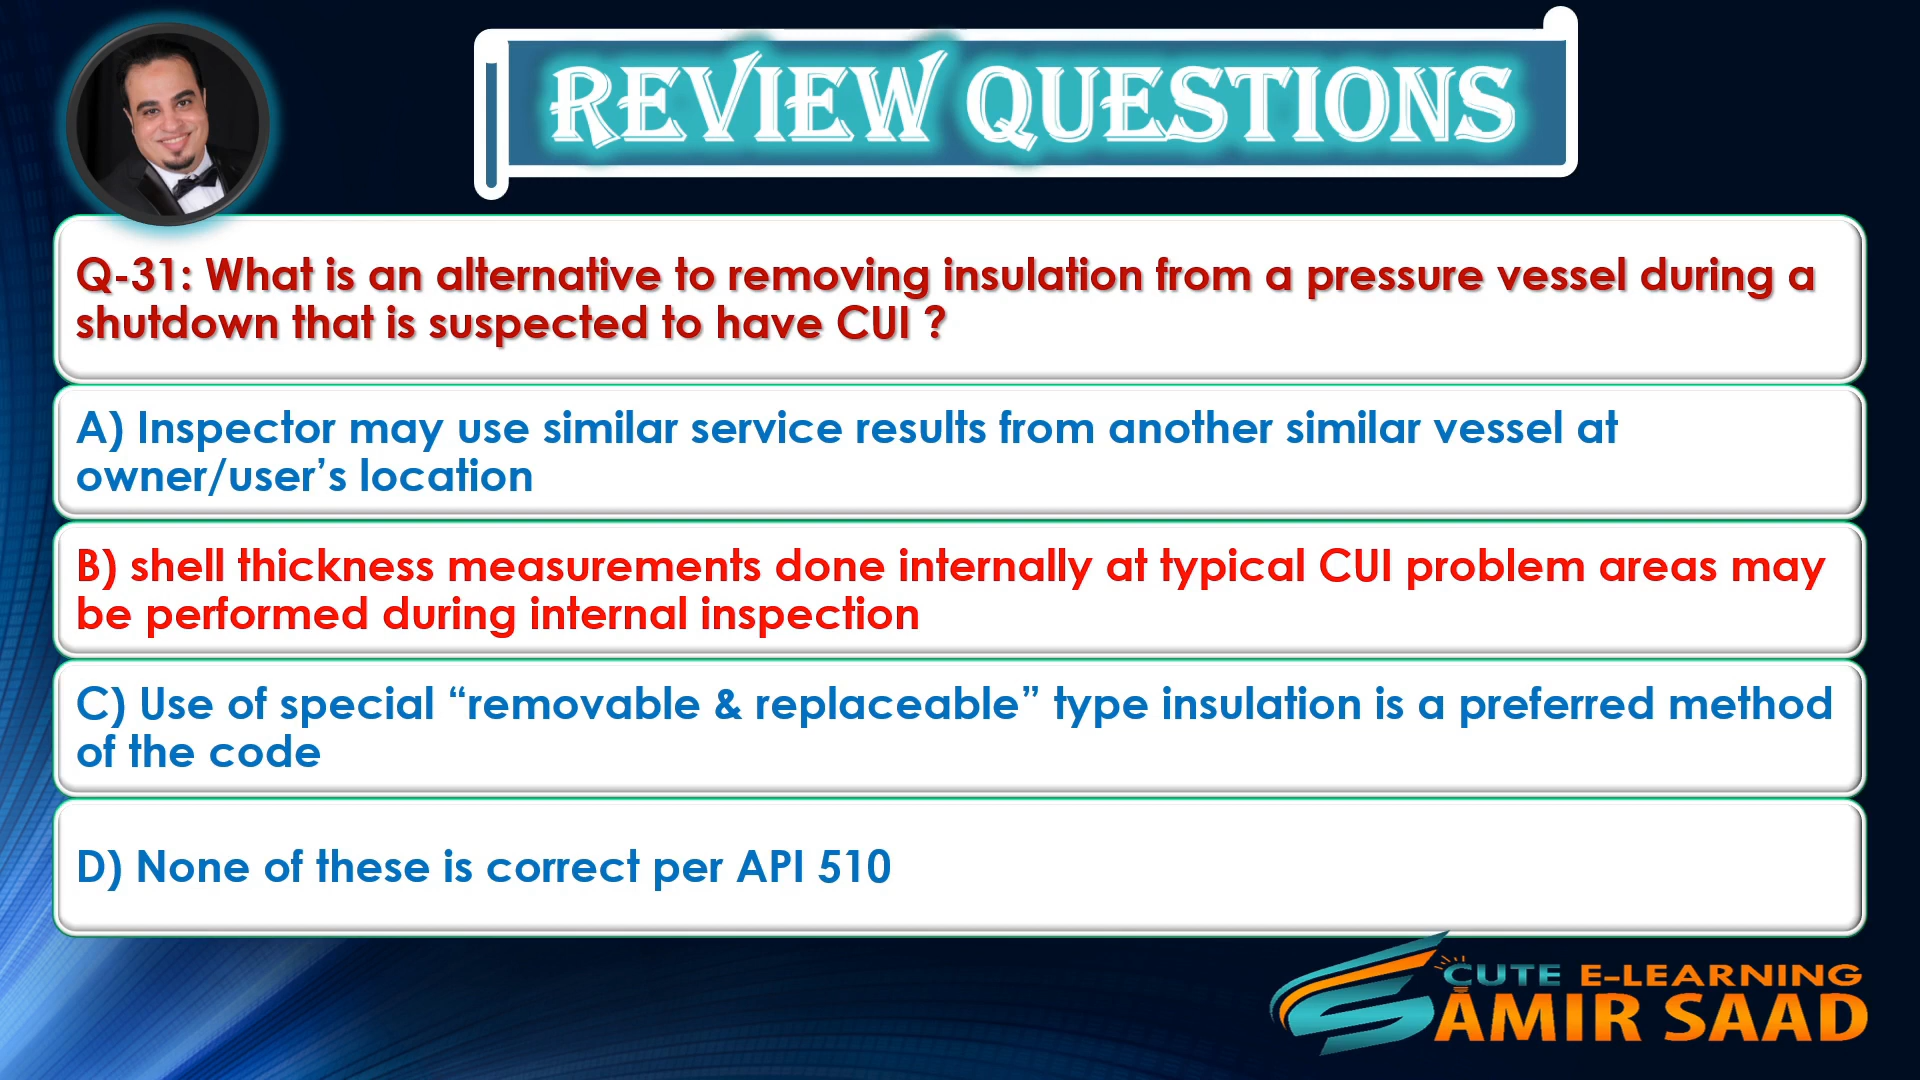 REVIEW QUESTIONS
Q-31: What is an alternative to removing insulation from a pressure vessel during a
shutdown that is suspected to have CUI ?
A) Inspector may use similar service results from another similar vessel at
owner/user’s location
B) shell thickness measurements done internally at typical CUI problem areas may
be performed during internal inspection
C) Use of special “removable & replaceable” type insulation is a preferred method
of the code
D) None of these is correct per API 510
CUTE E-LEARNING
AMIR SAAD